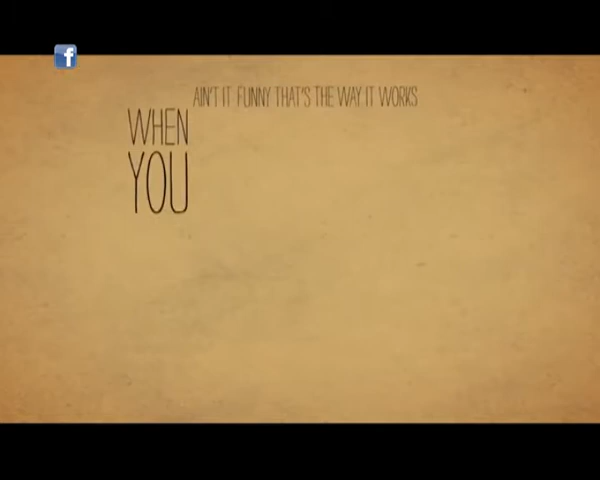 f
AIN'T IT FUNNY THAT'S THE WAY IT WORKS
WHEN
YOU